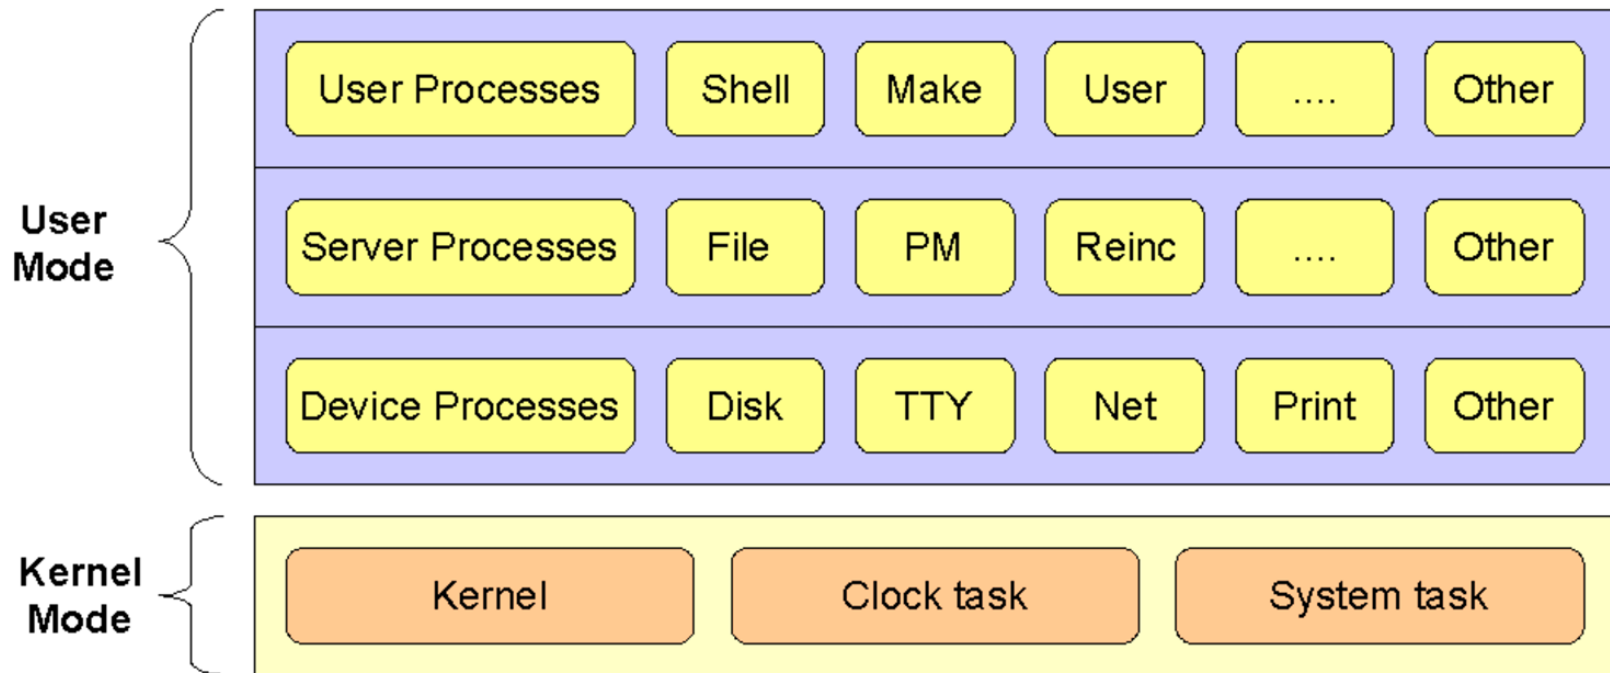 User Processes
Shell
Make
User
....
Other
User
Mode
Server Processes
File
PM
Reinc
....
Other
Device Processes
Disk
TTY
Net
Print
Other
Kernel
Mode
Kernel
Clock task
System task